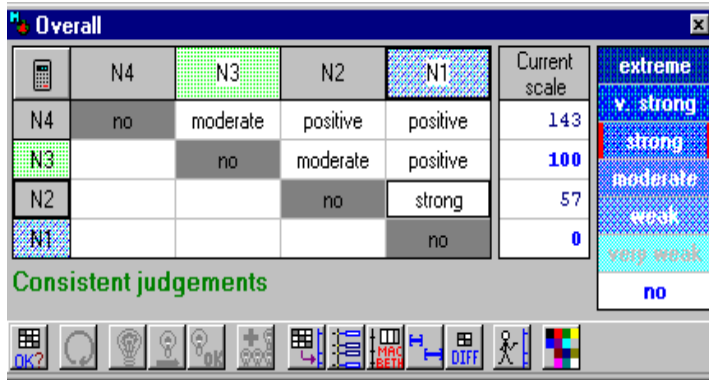 Overall
N4 N3 N2 N1 Current scale extreme
v. strong
N4 no moderate positive positive 143
strong
N3 no moderate positive 100
moderate
N2 no strong 57
weak
N1 no 0
very weak
Consistent judgements
no
OK? OK MAC BETH DIFF